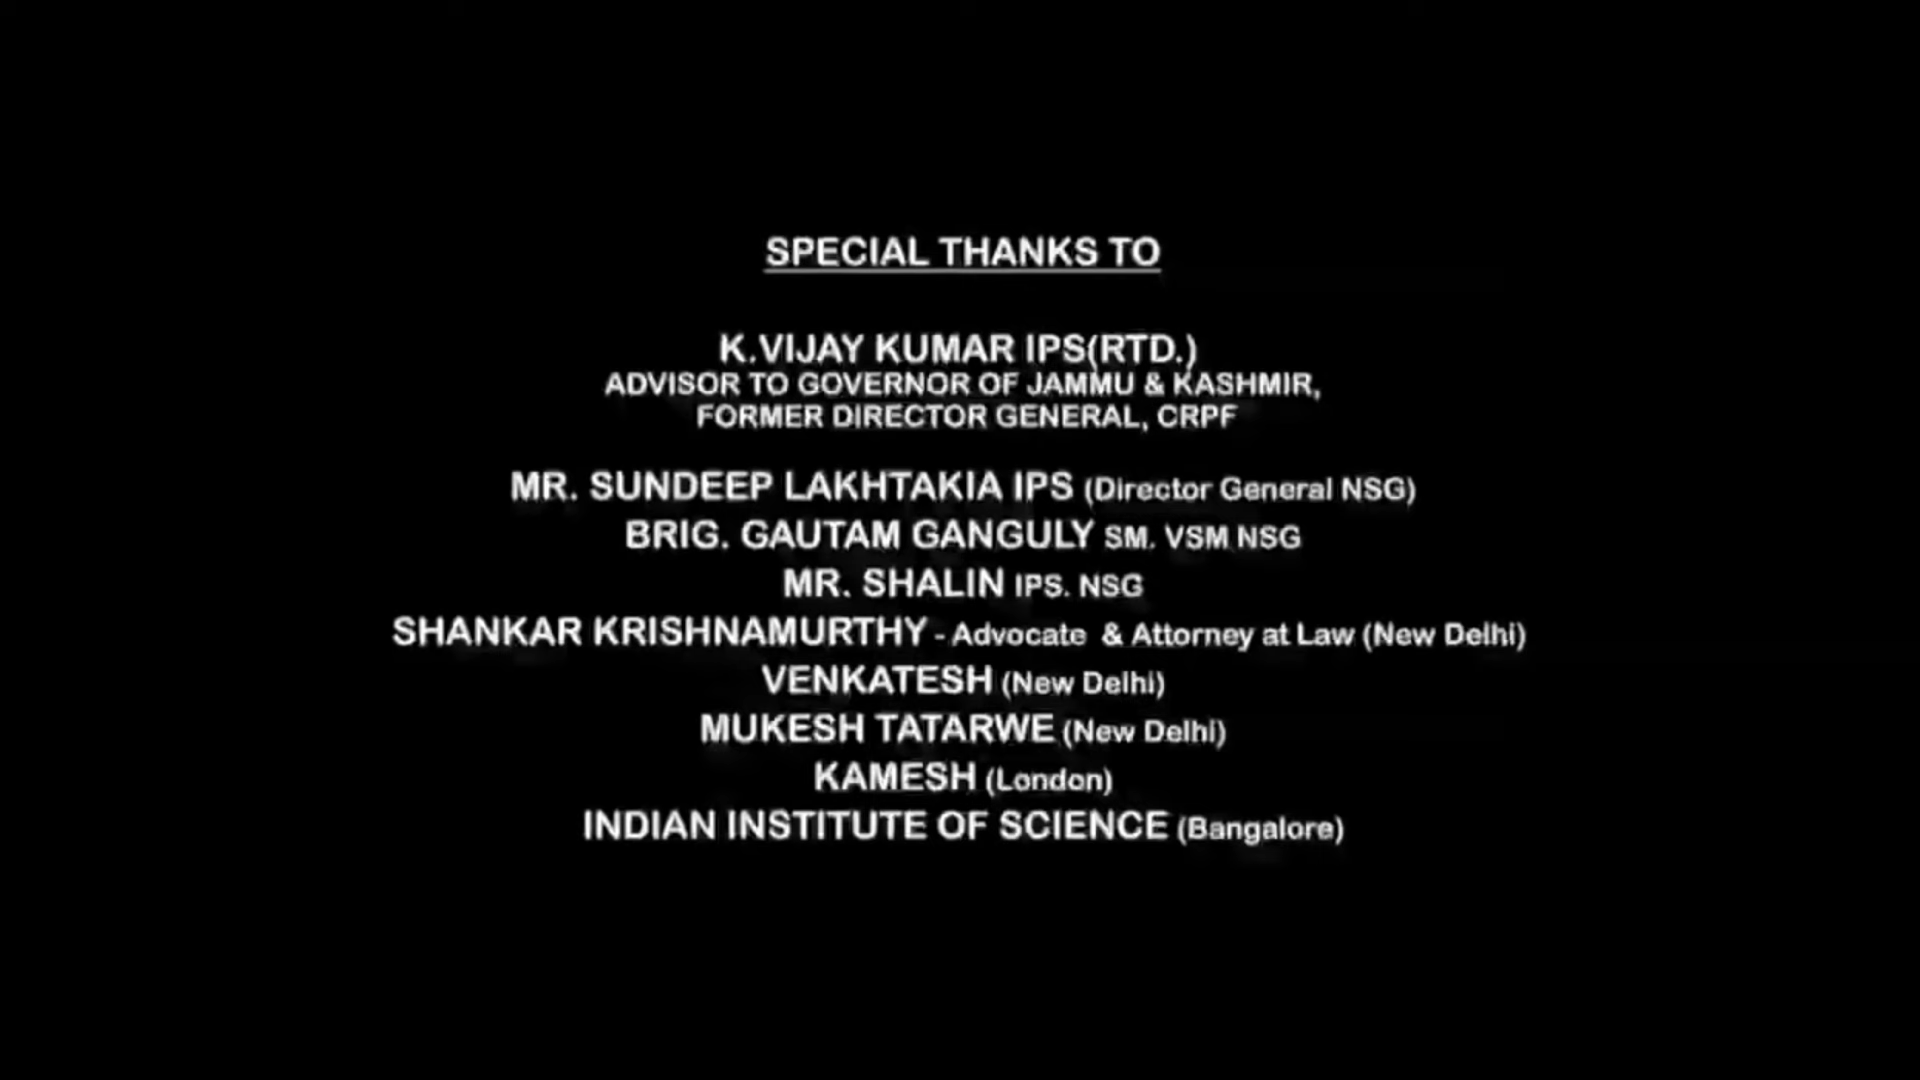 SPECIAL THANKS TO
K.VIJAY KUMAR IPS(RTD.)
ADVISOR TO GOVERNOR OF JAMMU & KASHMIR,
FORMER DIRECTOR GENERAL, CRPF
MR. SUNDEEP LAKHTAKIA IPS (Director General NSG)
BRIG. GAUTAM GANGULY SM. VSM NSG
MR. SHALIN IPS. NSG
SHANKAR KRISHNAMURTHY - Advocate & Attorney at Law (New Delhi)
VENKATESH (New Delhi)
MUKESH TATARWE (New Delhi)
KAMESH (London)
INDIAN INSTITUTE OF SCIENCE (Bangalore)